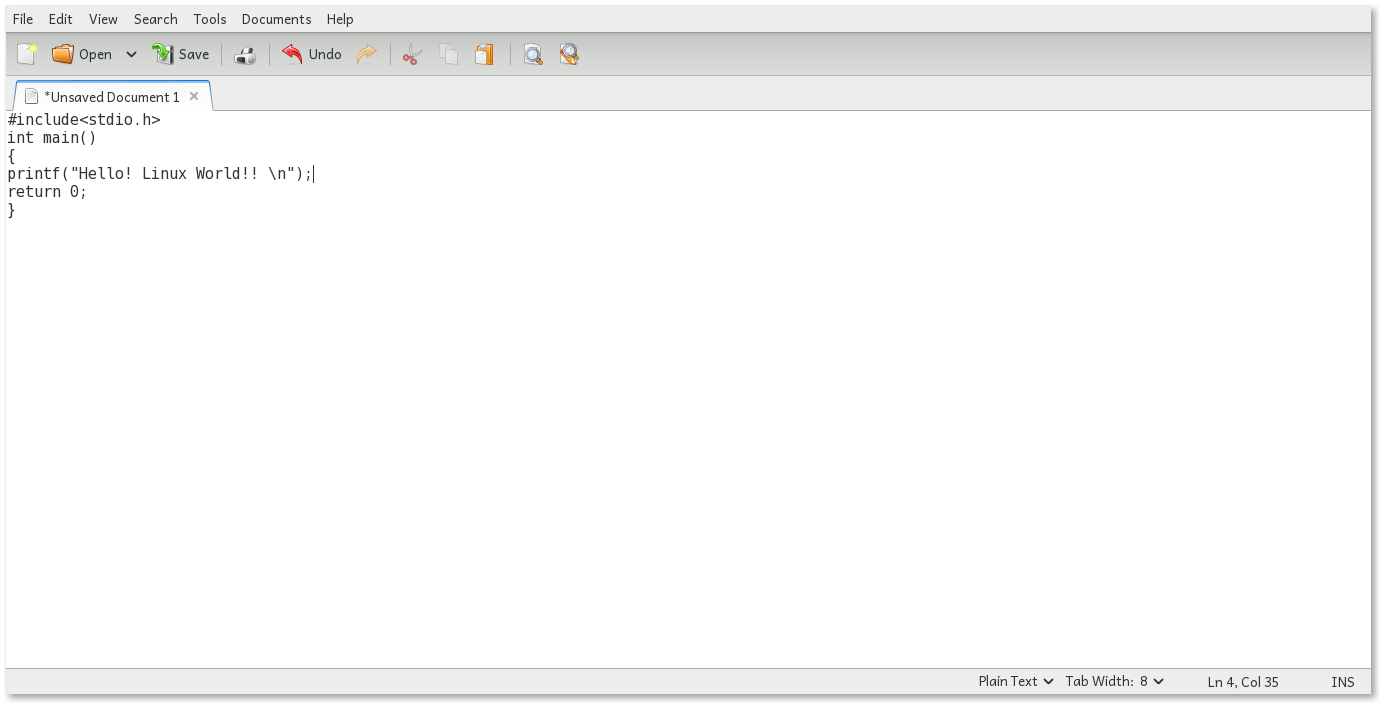 File Edit View Search Tools Documents Help
Open Save Undo
*Unsaved Document 1
#include<stdio.h>
int main()
{
printf("Hello! Linux World!! \n");
return 0;
}
Plain Text Tab Width: 8 Ln 4, Col 35 INS